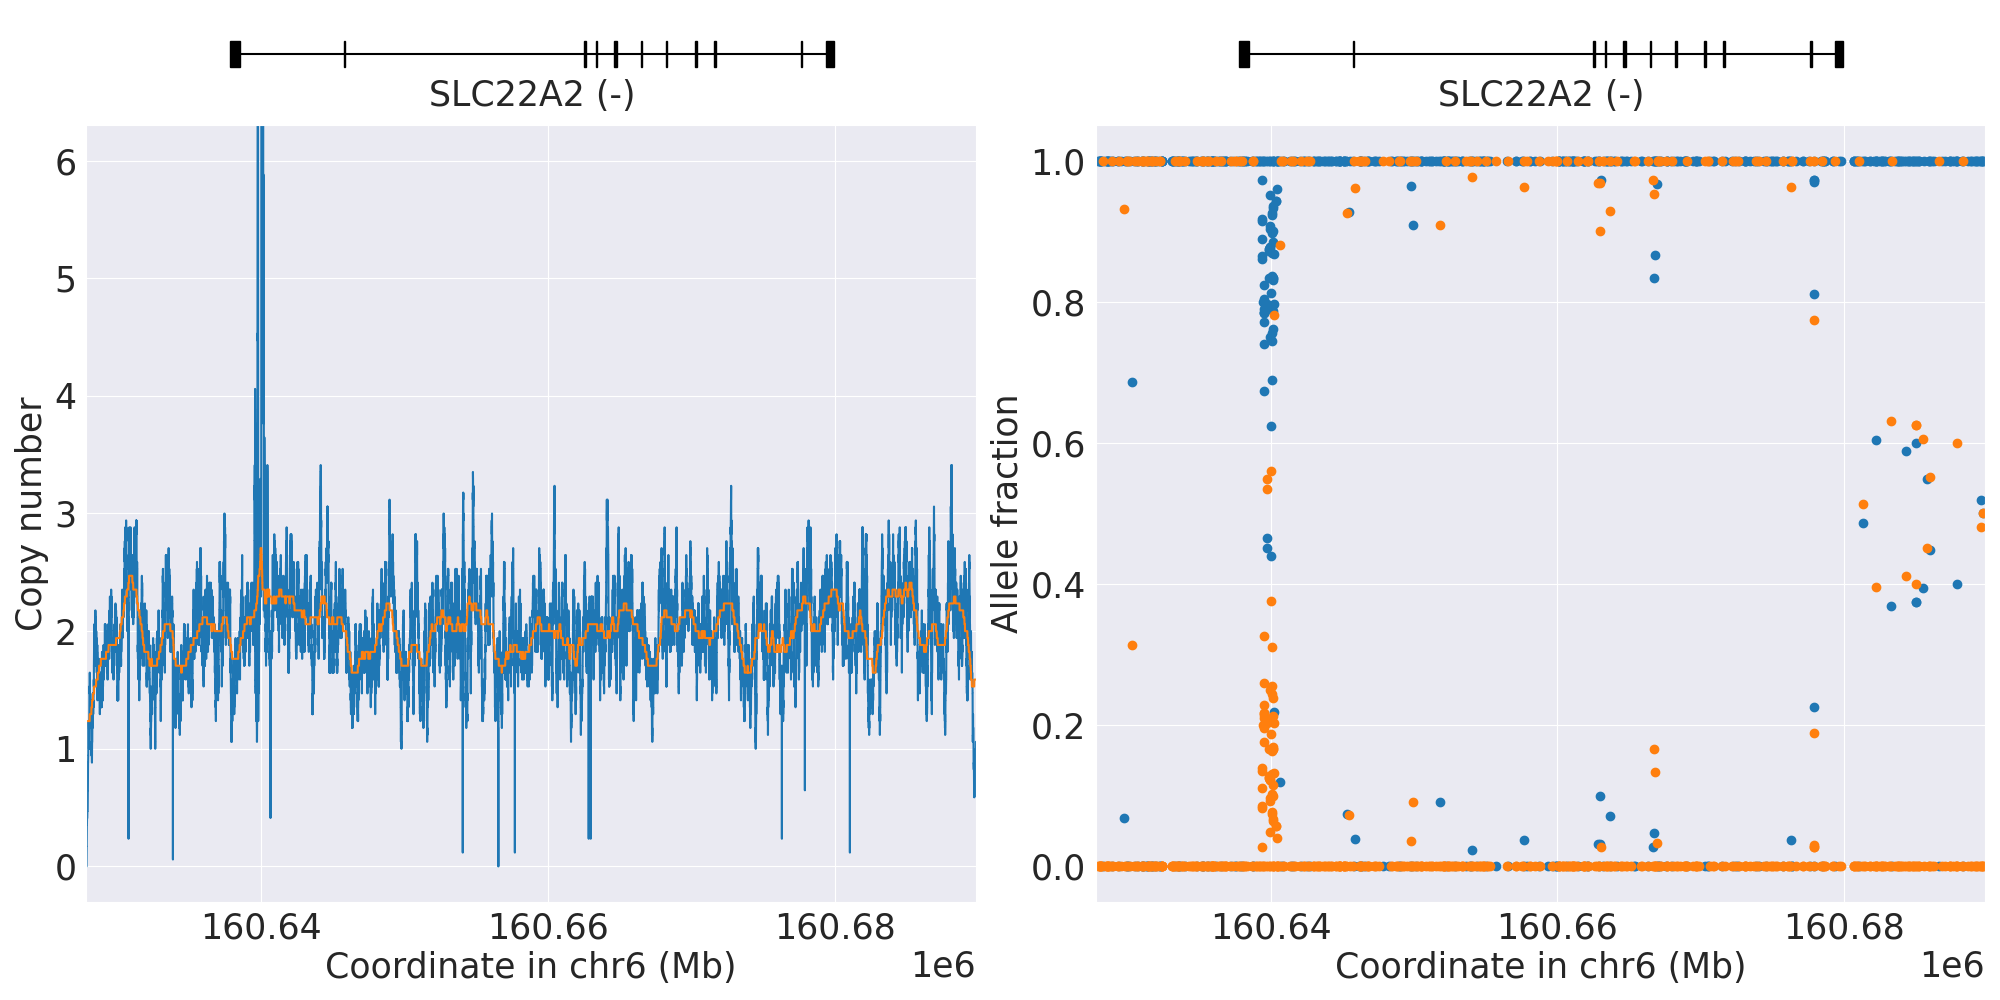 SLC22A2 (-)
SLC22A2 (-)
Copy number
6
5
4
3
2
1
0
160.64
160.66
160.68
Coordinate in chr6 (Mb)
1e6
Allele fraction
1.0
0.8
0.6
0.4
0.2
0.0
160.64
160.66
160.68
Coordinate in chr6 (Mb)
1e6